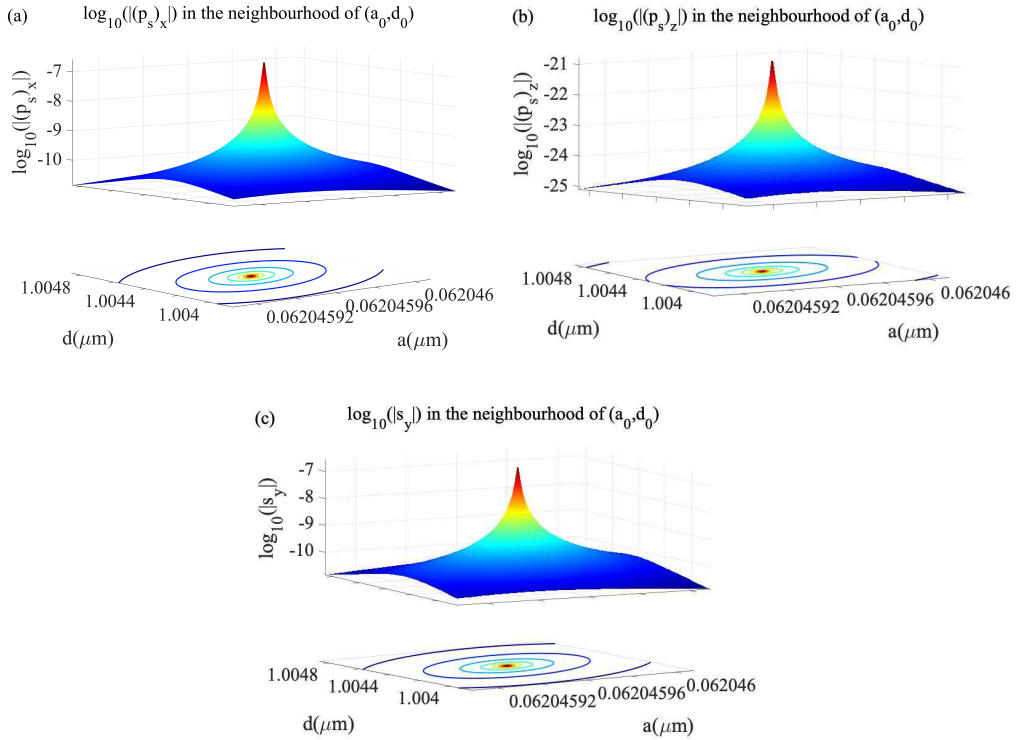 (a)
log10(|(ps)x|) in the neighbourhood of (a0,d0)
log10(|(ps)x|)
-7
-8
-9
-10
1.0048
1.0044
1.004
d(μm)
0.06204592
0.06204596
0.062046
a(μm)
(b)
log10(|(ps)z|) in the neighbourhood of (a0,d0)
log10(|(ps)z|)
-21
-22
-23
-24
-25
1.0048
1.0044
1.004
d(μm)
0.06204592
0.06204596
0.062046
a(μm)
(c)
log10(|sy|) in the neighbourhood of (a0,d0)
log10(|sy|)
-7
-8
-9
-10
1.0048
1.0044
1.004
d(μm)
0.06204592
0.06204596
0.062046
a(μm)